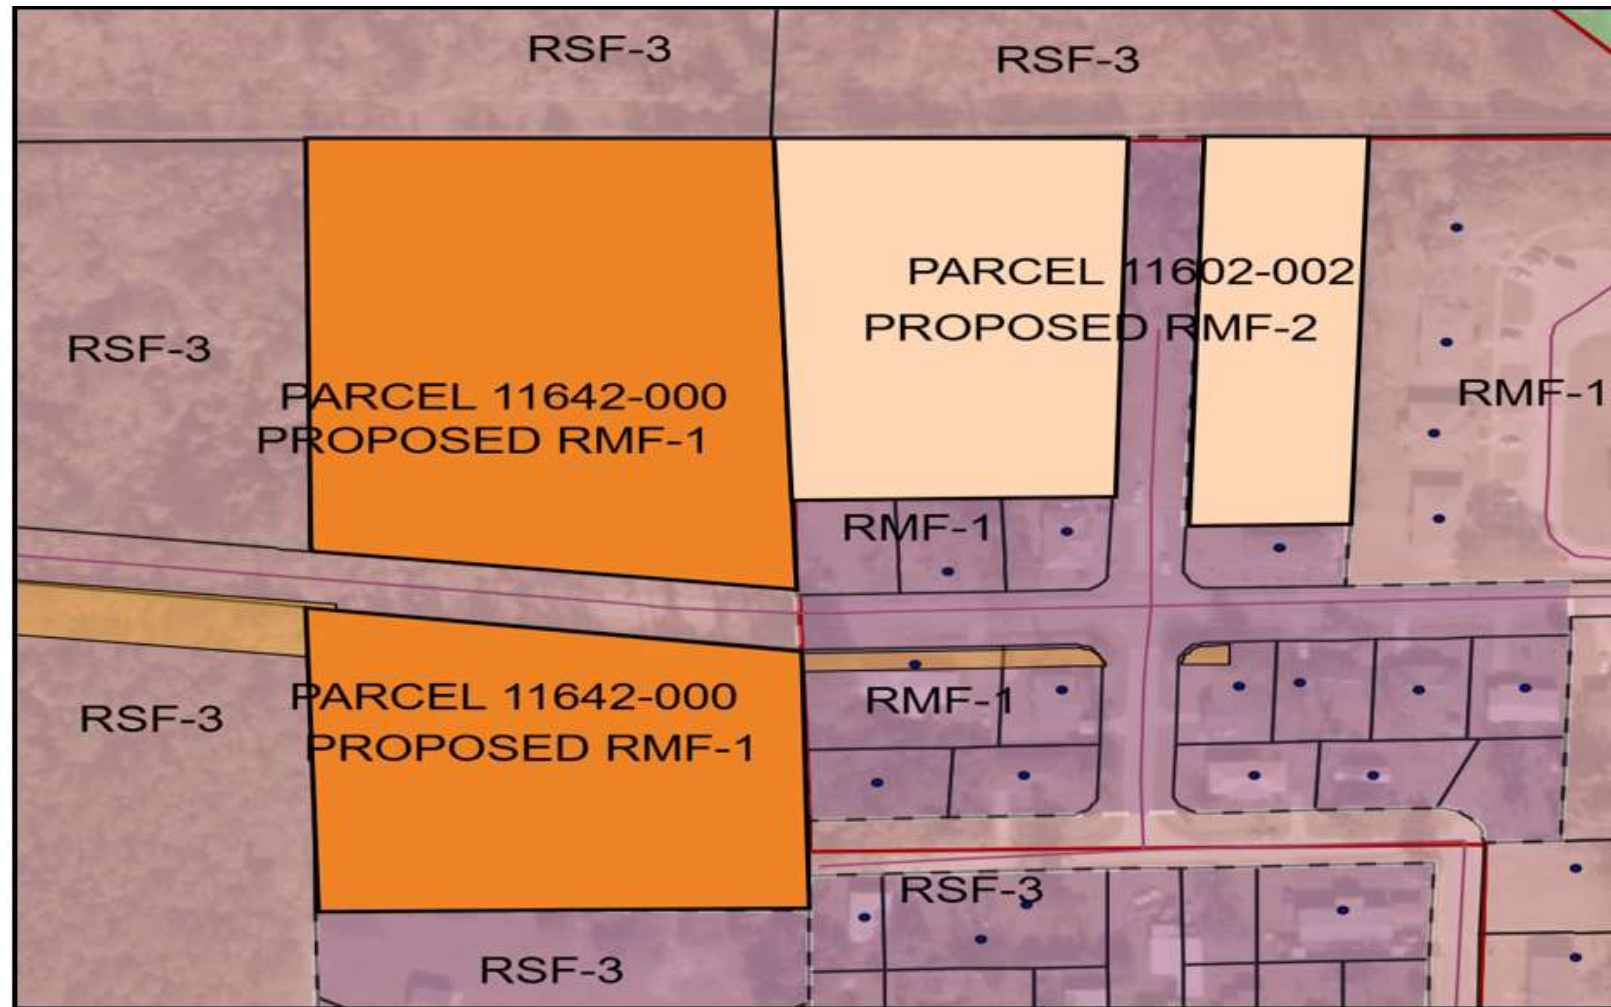 RSF-3
RSF-3
PARCEL 11602-002
PROPOSED RMF-2
RSF-3
PARCEL 11642-000
PROPOSED RMF-1
RMF-1
RMF-1
PARCEL 11642-000
PROPOSED RMF-1
RMF-1
RSF-3
RSF-3
RSF-3